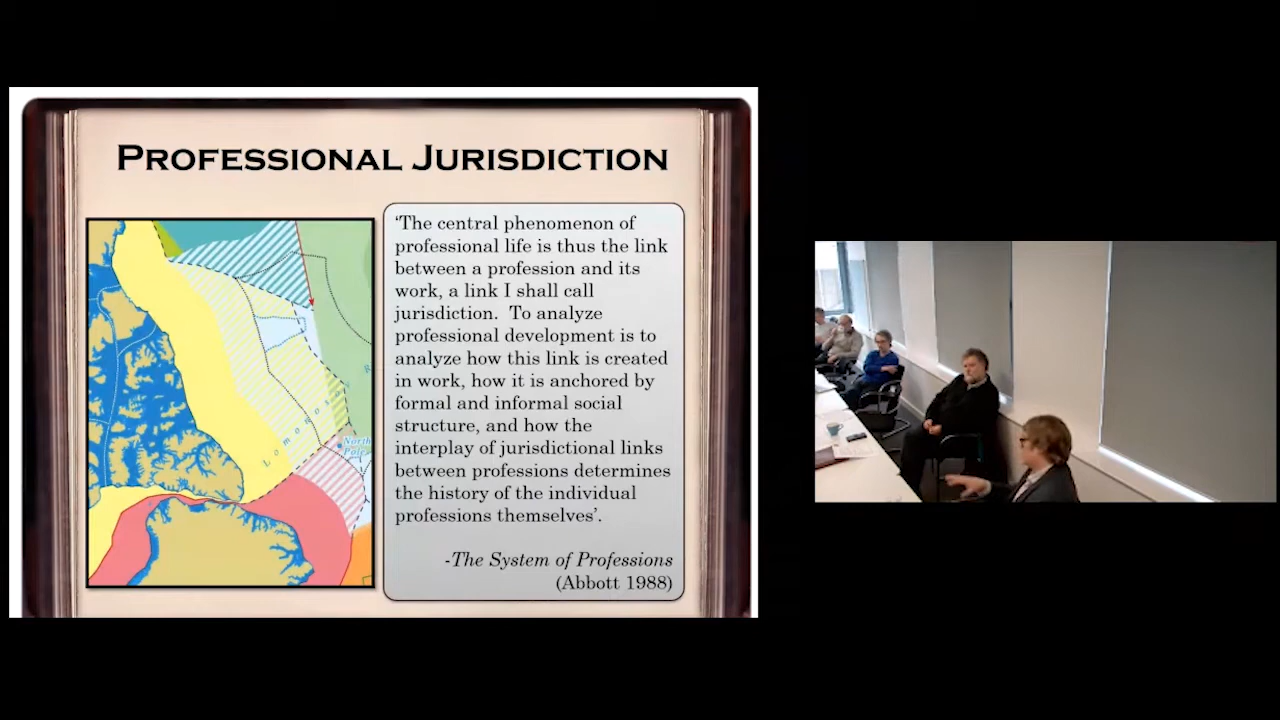 PROFESSIONAL JURISDICTION
‘The central phenomenon of
professional life is thus the link
between a profession and its
work, a link I shall call
jurisdiction.  To analyze
professional development is to
analyze how this link is created
in work, how it is anchored by
formal and informal social
structure, and how the
interplay of jurisdictional links
between professions determines
the history of the individual
professions themselves’.
-The System of Professions
(Abbott 1988)
North
Pole